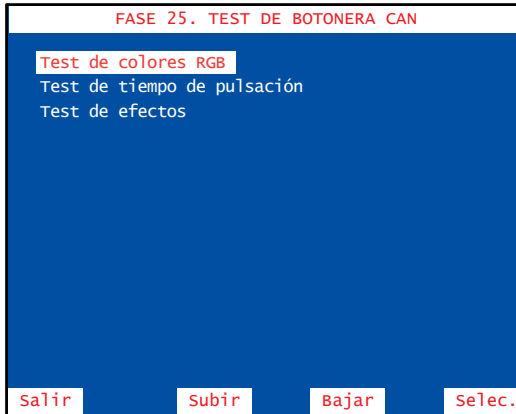 FASE 25. TEST DE BOTONERA CAN
Test de colores RGB
Test de tiempo de pulsación
Test de efectos
Salir Subir Bajar Selec.